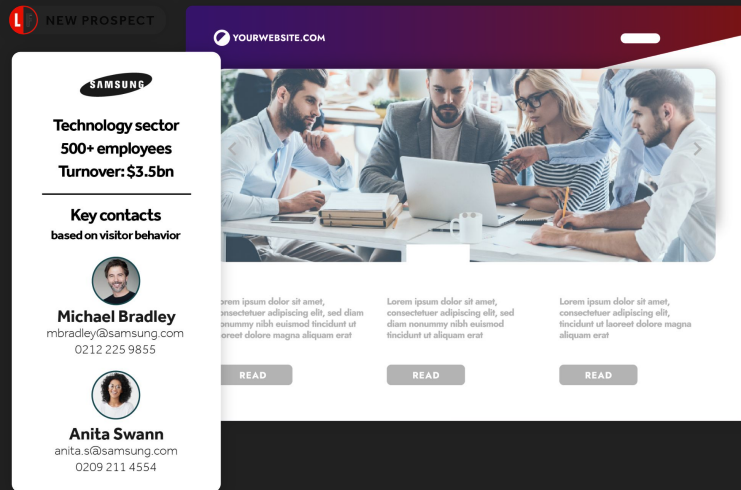 LF NEW PROSPECT
YOURWEBSITE.COM
SAMSUNG
Technology sector
500+ employees
Turnover: $3.5bn
Key contacts
based on visitor behavior
Michael Bradley
mbradley@samsung.com
0212 225 9855
Anita Swann
anita.s@samsung.com
0209 211 4554
orem ipsum dolor sit amet,
onsectetuer adipiscing elit, sed diam
onummy nibh euismod tincidunt ut
oreet dolore magna aliquam erat
READ
Lorem ipsum dolor sit amet,
consectetuer adipiscing elit, sed
diam nonummy nibh euismod
tincidunt ut aliquam erat
READ
Lorem ipsum dolor sit amet,
consectetuer adipiscing elit,
tincidunt ut laoreet dolore magna
aliquam erat
READ